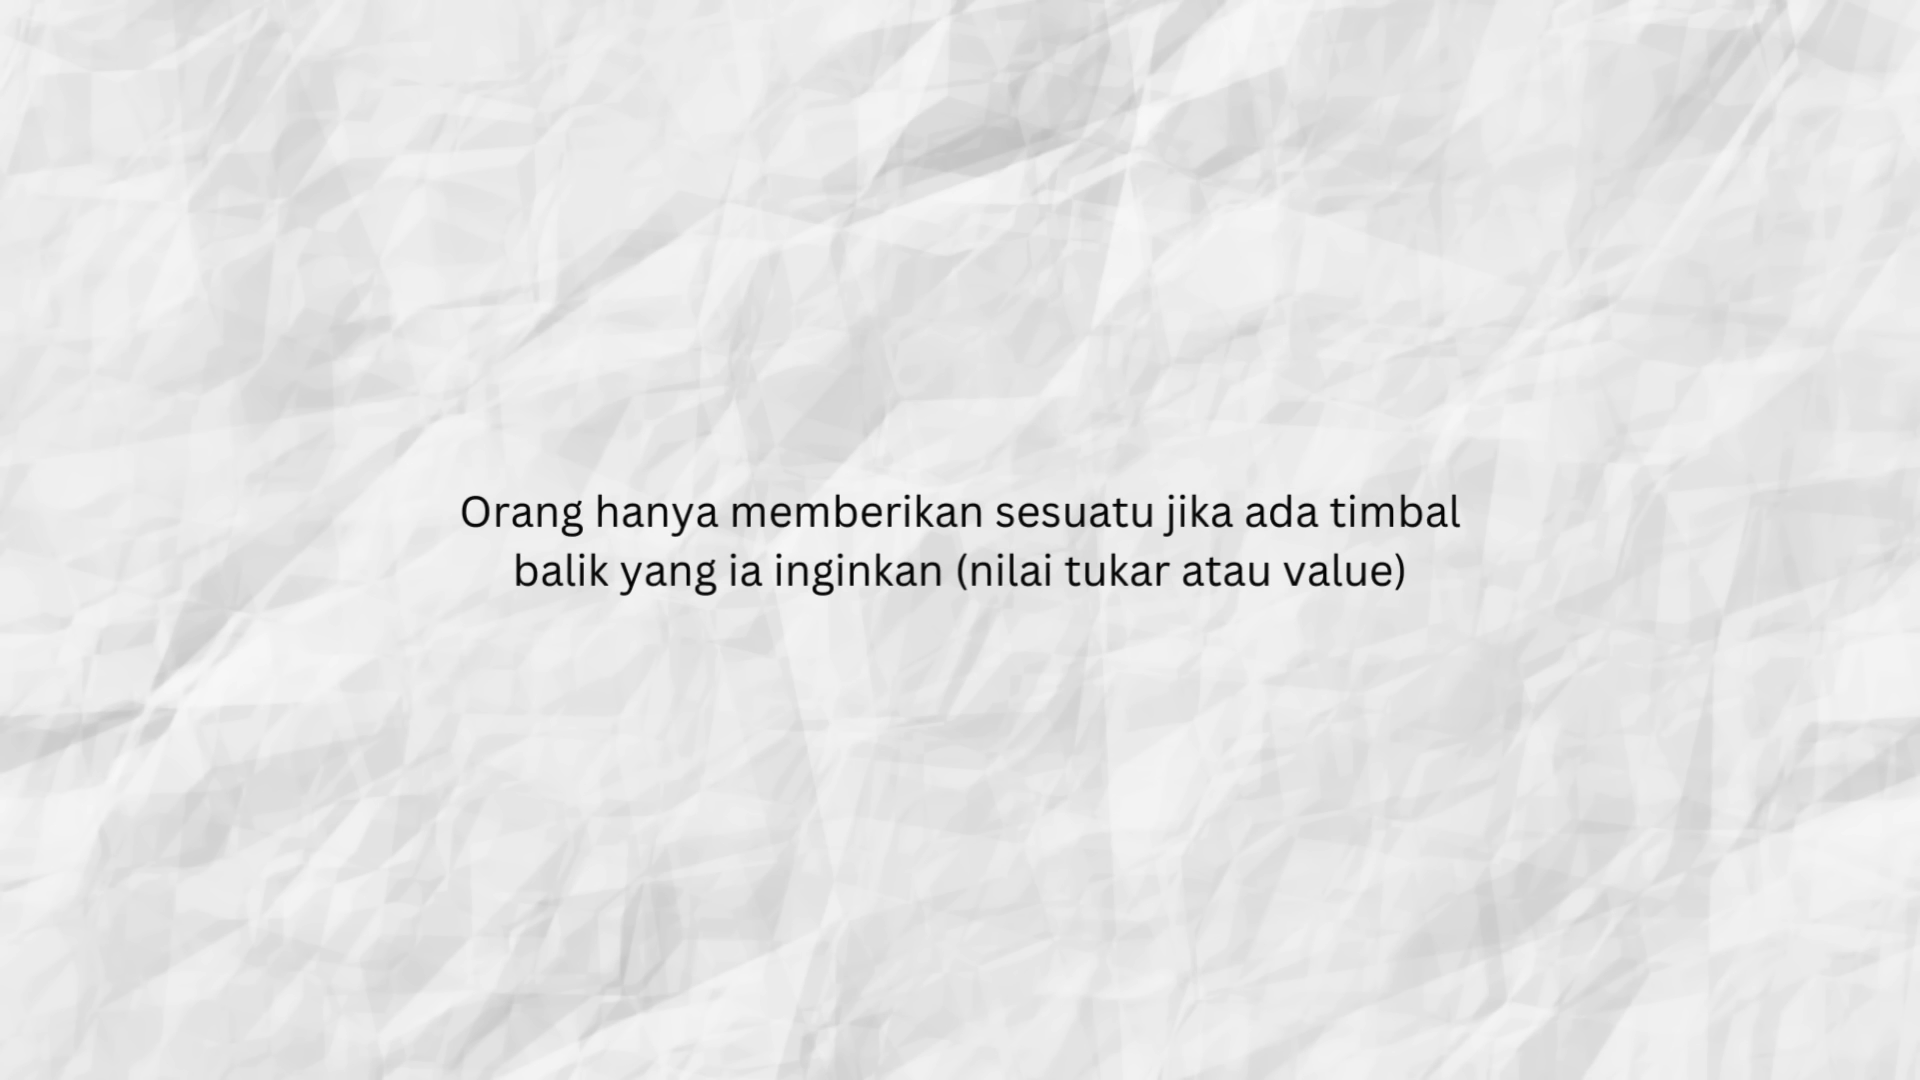 Orang hanya memberikan sesuatu jika ada timbal
balik yang ia inginkan (nilai tukar atau value)